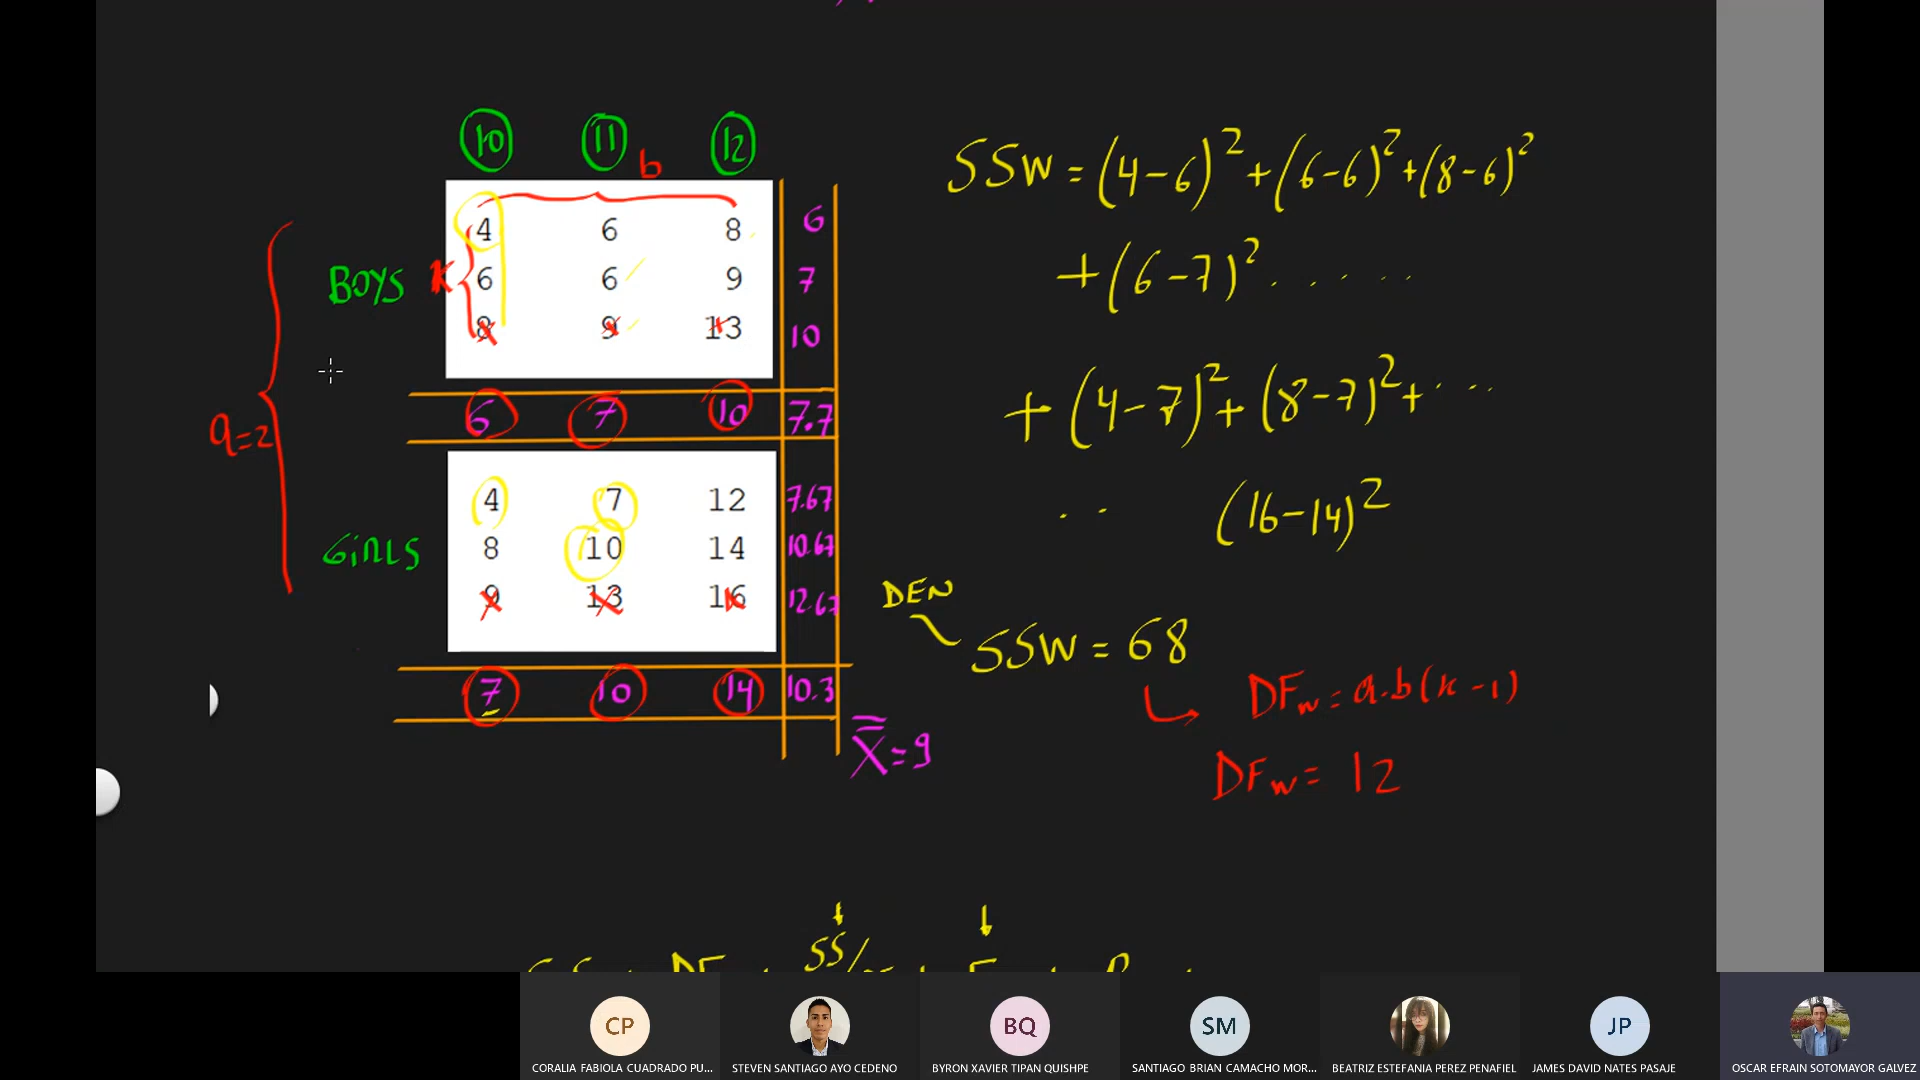 10 11 12
b
4 6 8 6
BOYS K 6 6 9 7
8 9 13 10
6 7 10 7.7
a=2
4 7 12 7.67
GIRLS 8 10 14 10.67
9 13 16 12.67
7 10 14 10.3
X=9
SSW = (4-6)² + (6-6)² + (8-6)²
+ (6-7)² . . . . .
+ (4-7)² + (8-7)² + . . .
. . (16-14)²
DEN
SSW = 68
DFw = a.b(k-1)
DFw = 12
SS/
CP BQ SM JP
CORALIA FABIOLA CUADRADO PU... STEVEN SANTIAGO AYO CEDENO BYRON XAVIER TIPAN QUISHPE SANTIAGO BRIAN CAMACHO MOR... BEATRIZ ESTEFANIA PEREZ PENAFIEL JAMES DAVID NATES PASAJE OSCAR EFRAIN SOTOMAYOR GALVEZ